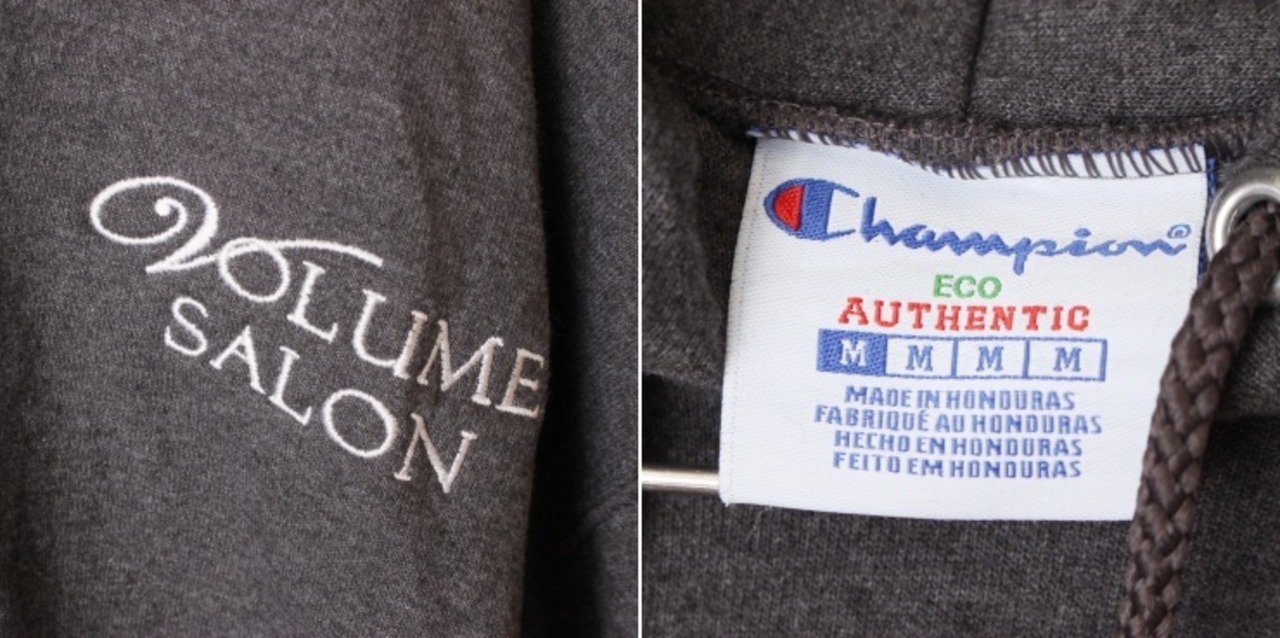 VOLUME
SALON
Champion®
ECO
AUTHENTIC
M M M M
MADE IN HONDURAS
FABRIQUÉ AU HONDURAS
HECHO EN HONDURAS
FEITO EM HONDURAS